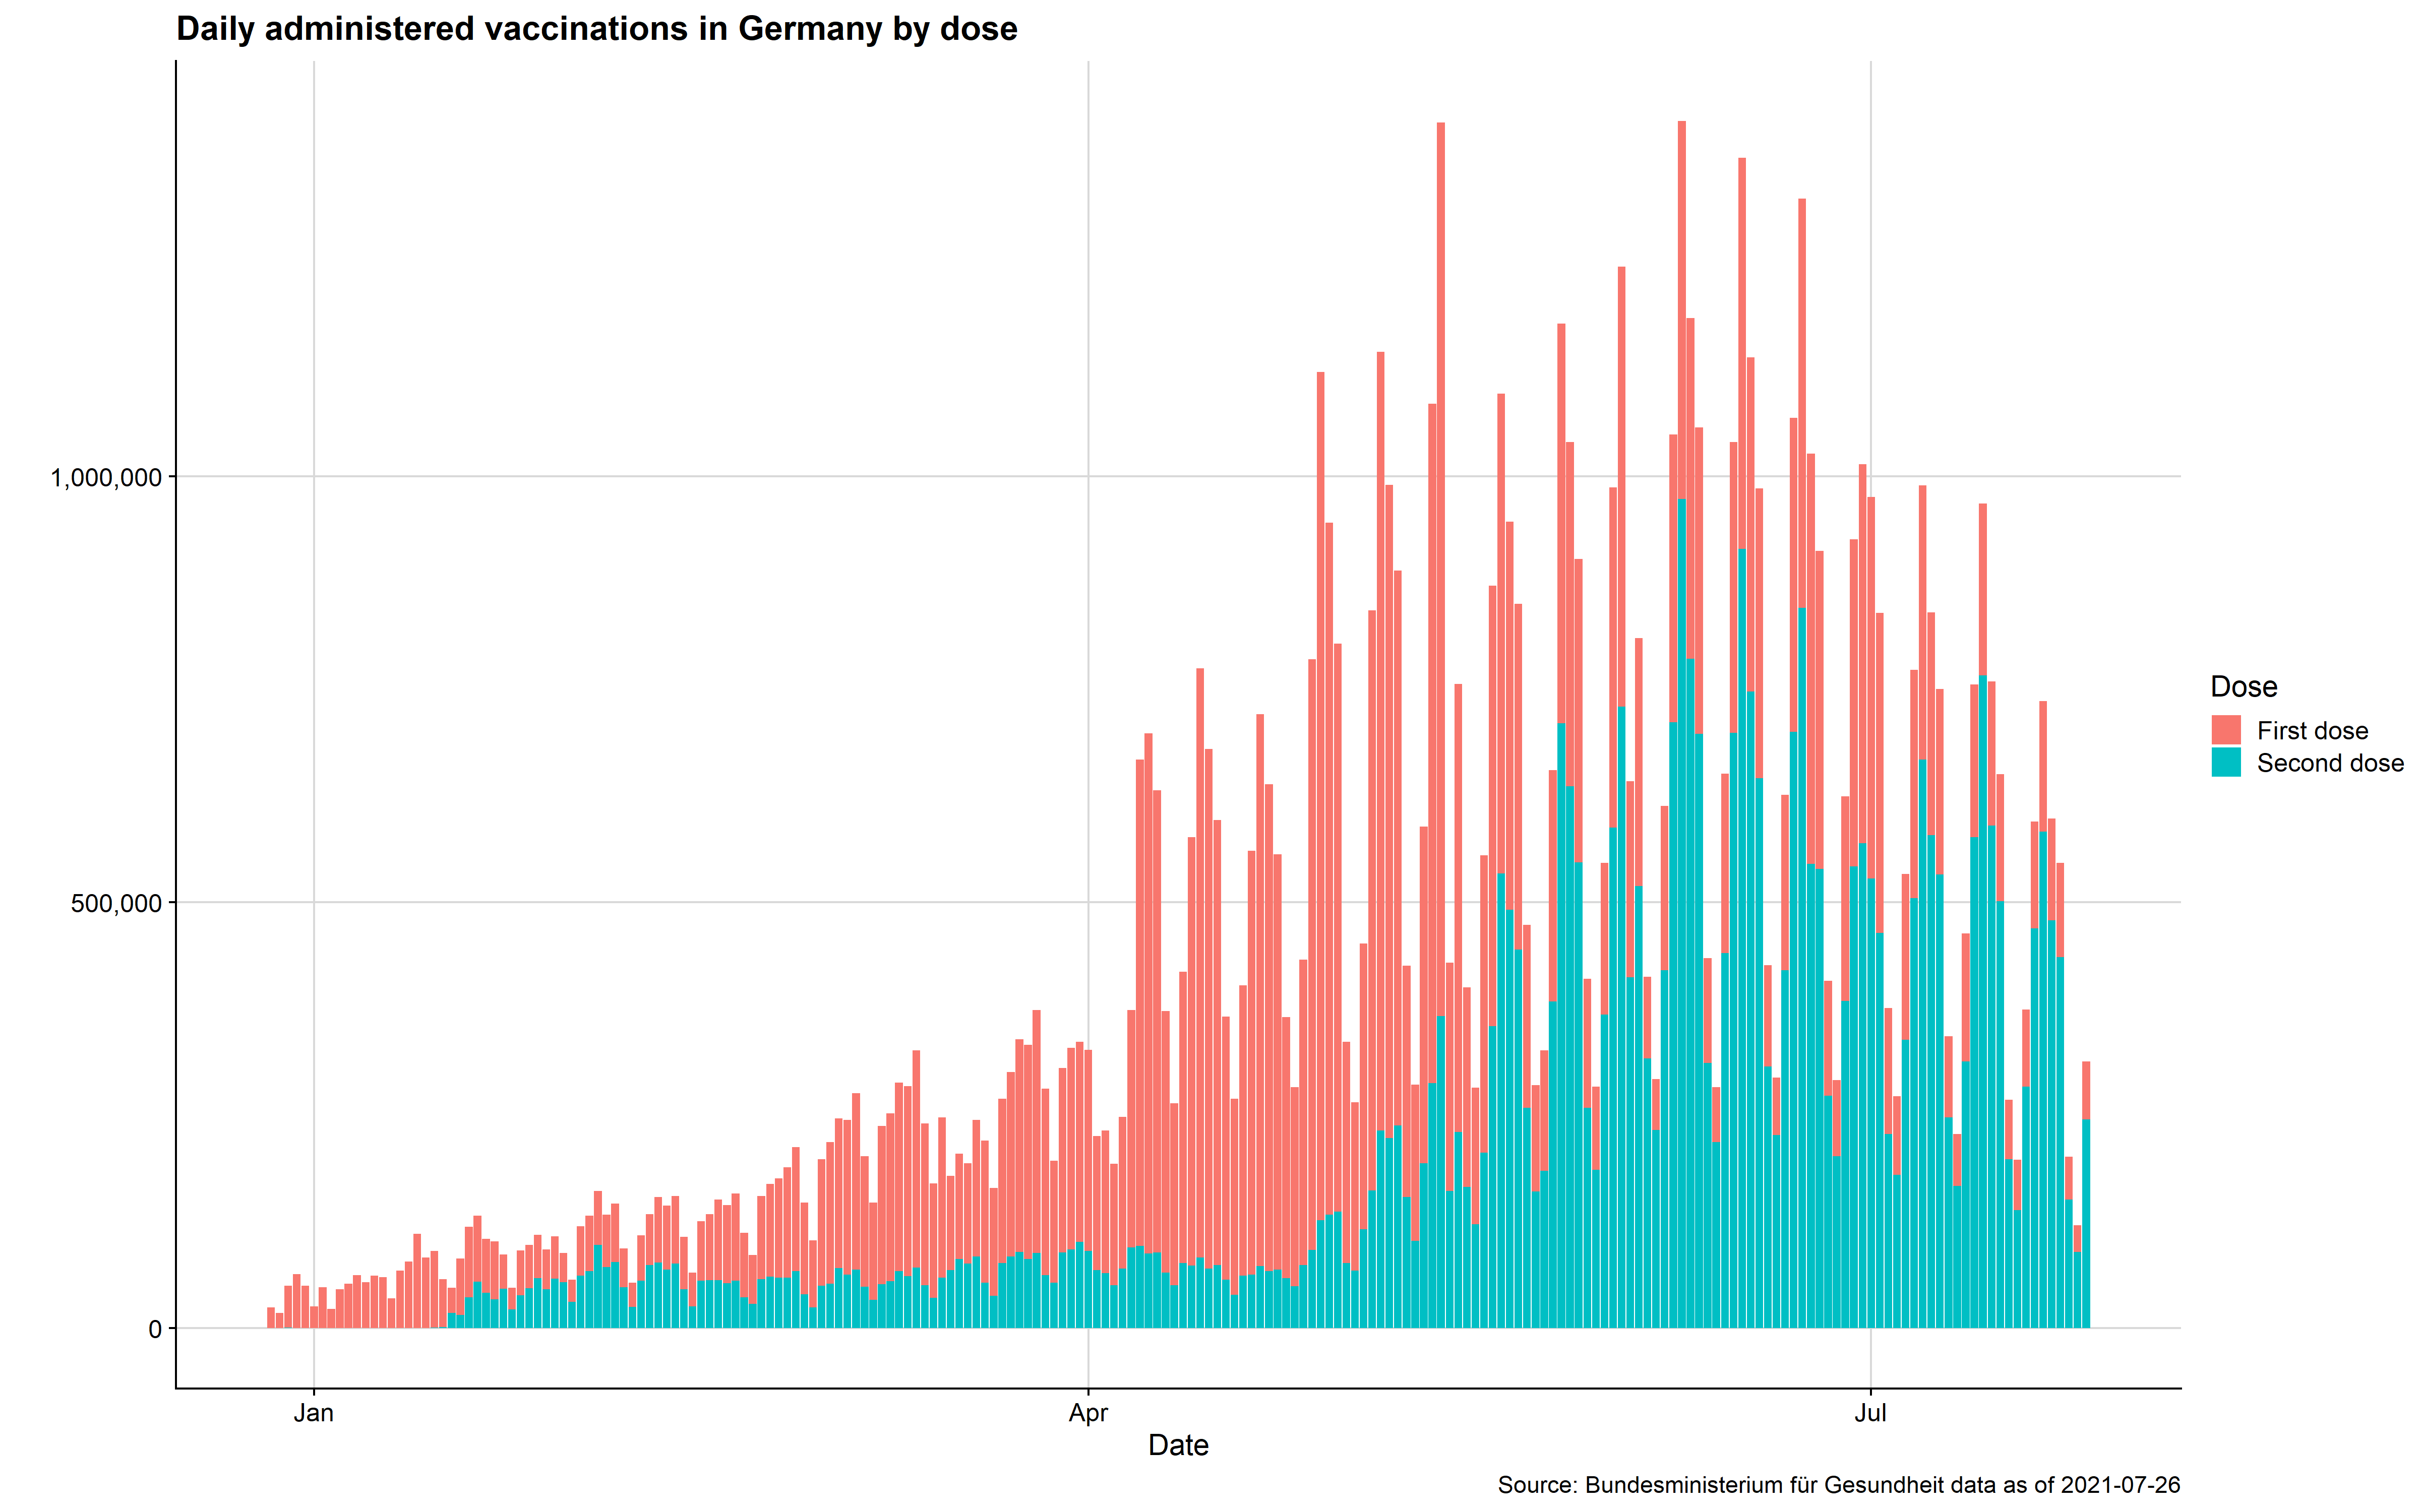 Daily administered vaccinations in Germany by dose
1,000,000
500,000
0
Jan
Apr
Jul
Date
Dose
First dose
Second dose
Source: Bundesministerium für Gesundheit data as of 2021-07-26